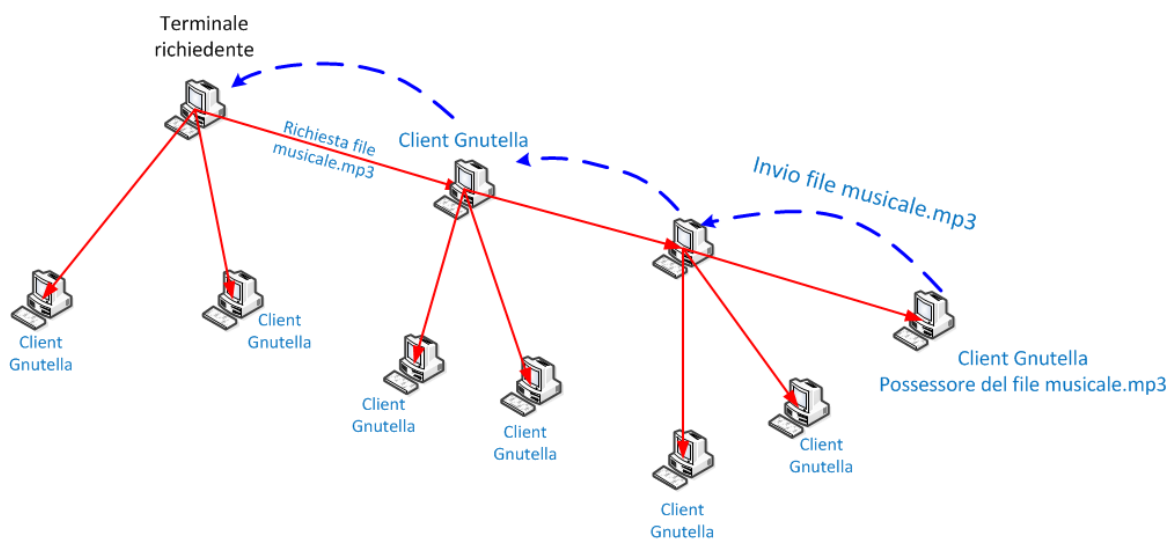 Terminale
richiedente
Richiesta file
musicale.mp3
Client Gnutella
Invio file musicale.mp3
Client
Gnutella
Client
Gnutella
Client
Gnutella
Client
Gnutella
Client
Gnutella
Client
Gnutella
Client Gnutella
Possessore del file musicale.mp3